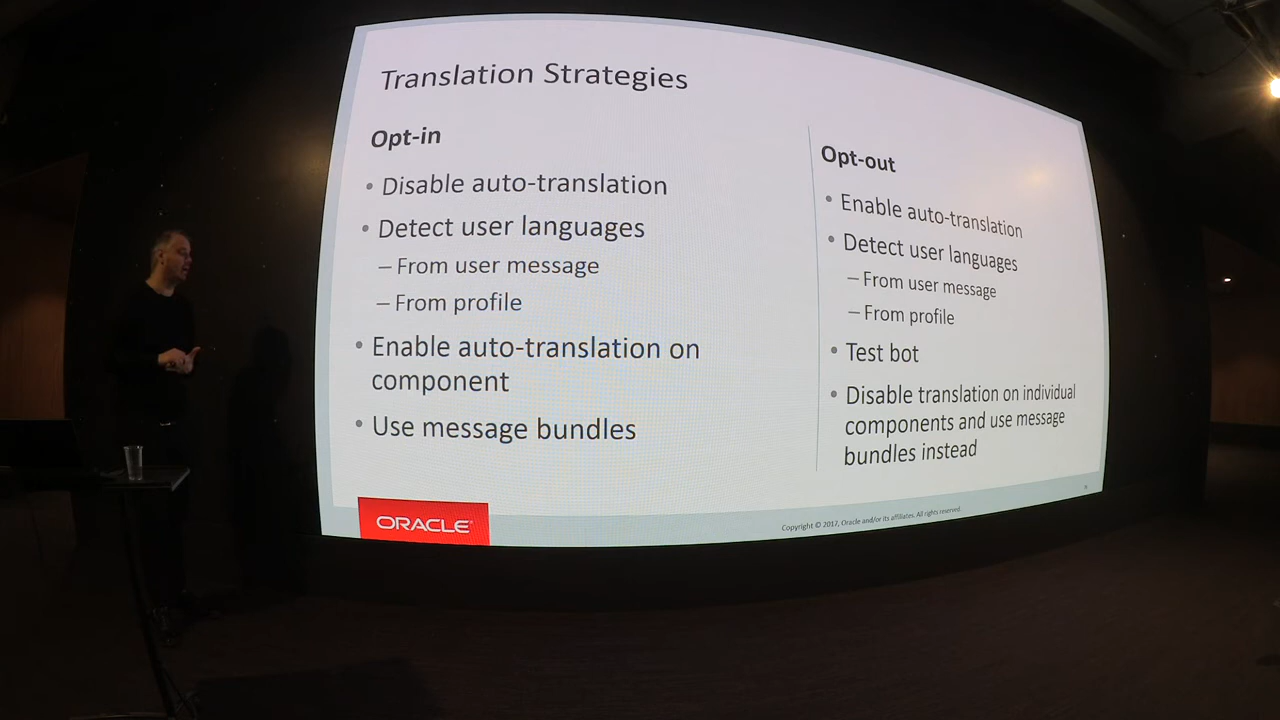 Translation Strategies
Opt-in
• Disable auto-translation
• Detect user languages
– From user message
– From profile
• Enable auto-translation on
component
• Use message bundles
Opt-out
• Enable auto-translation
• Detect user languages
– From user message
– From profile
• Test bot
• Disable translation on individual
components and use message
bundles instead
ORACLE
Copyright © 2017, Oracle and/or its affiliates. All rights reserved.